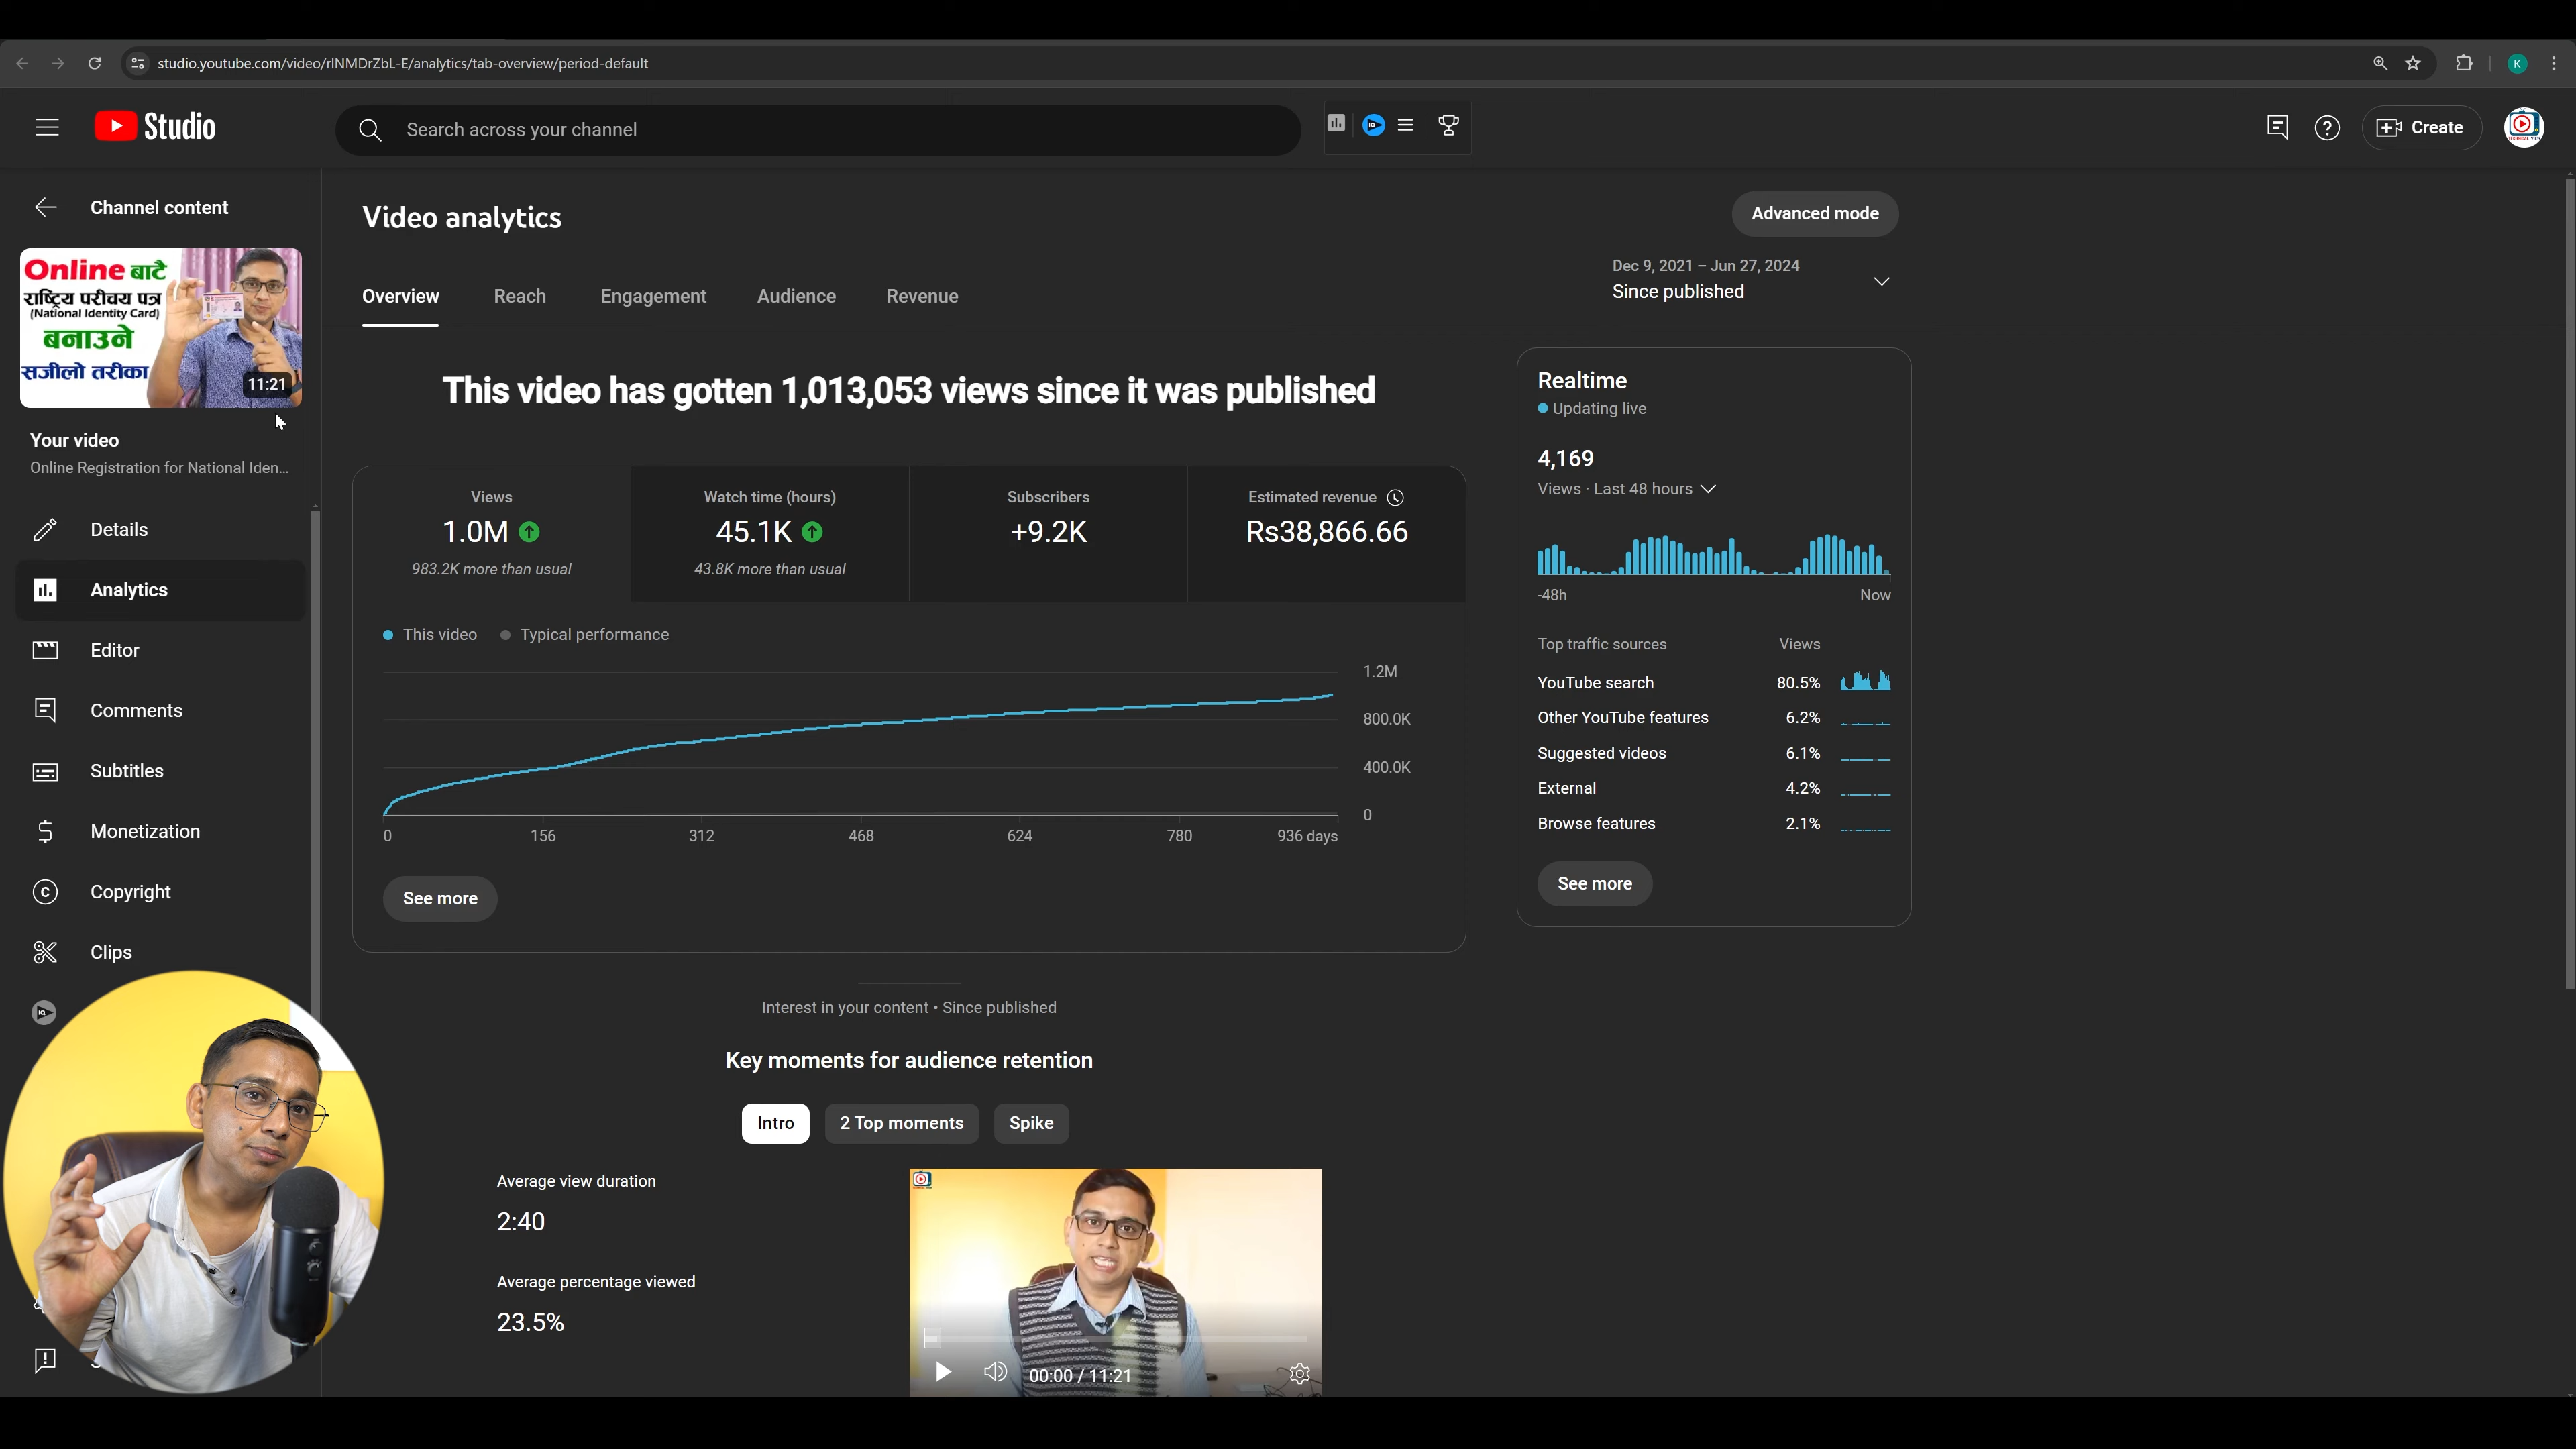 studio.youtube.com/video/rlNMDrZbL-E/analytics/tab-overview/period-default
K
Studio
Search across your channel
Create
Channel content
Online बाटै
राष्ट्रिय परीचय पत्र
(National Identity Card)
बनाउने
सजीलो तरीका
11:21
Your video
Online Registration for National Iden...
Details
Analytics
Editor
Comments
Subtitles
Monetization
Copyright
Clips
Video analytics
Advanced mode
Overview
Reach
Engagement
Audience
Revenue
Dec 9, 2021 – Jun 27, 2024
Since published
This video has gotten 1,013,053 views since it was published
Views
1.0M
983.2K more than usual
Watch time (hours)
45.1K
43.8K more than usual
Subscribers
+9.2K
Estimated revenue
Rs38,866.66
This video
Typical performance
1.2M
800.0K
400.0K
0
0 156 312 468 624 780 936 days
See more
Realtime
Updating live
4,169
Views · Last 48 hours
-48h Now
Top traffic sources Views
YouTube search 80.5%
Other YouTube features 6.2%
Suggested videos 6.1%
External 4.2%
Browse features 2.1%
See more
Interest in your content • Since published
Key moments for audience retention
Intro
2 Top moments
Spike
Average view duration
2:40
Average percentage viewed
23.5%
00:00 / 11:21